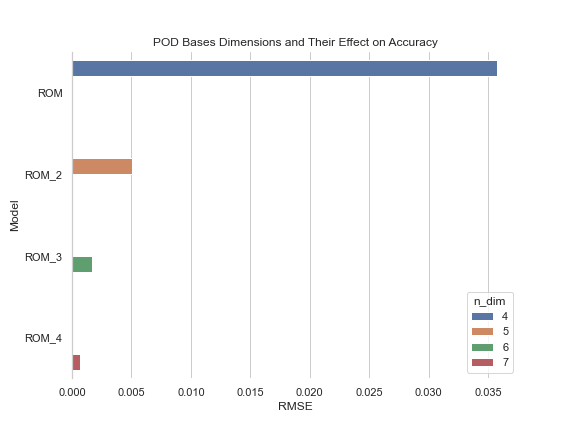 POD Bases Dimensions and Their Effect on Accuracy
ROM
ROM_2
ROM_3
ROM_4
Model
n_dim
4
5
6
7
0.000 0.005 0.010 0.015 0.020 0.025 0.030 0.035
RMSE